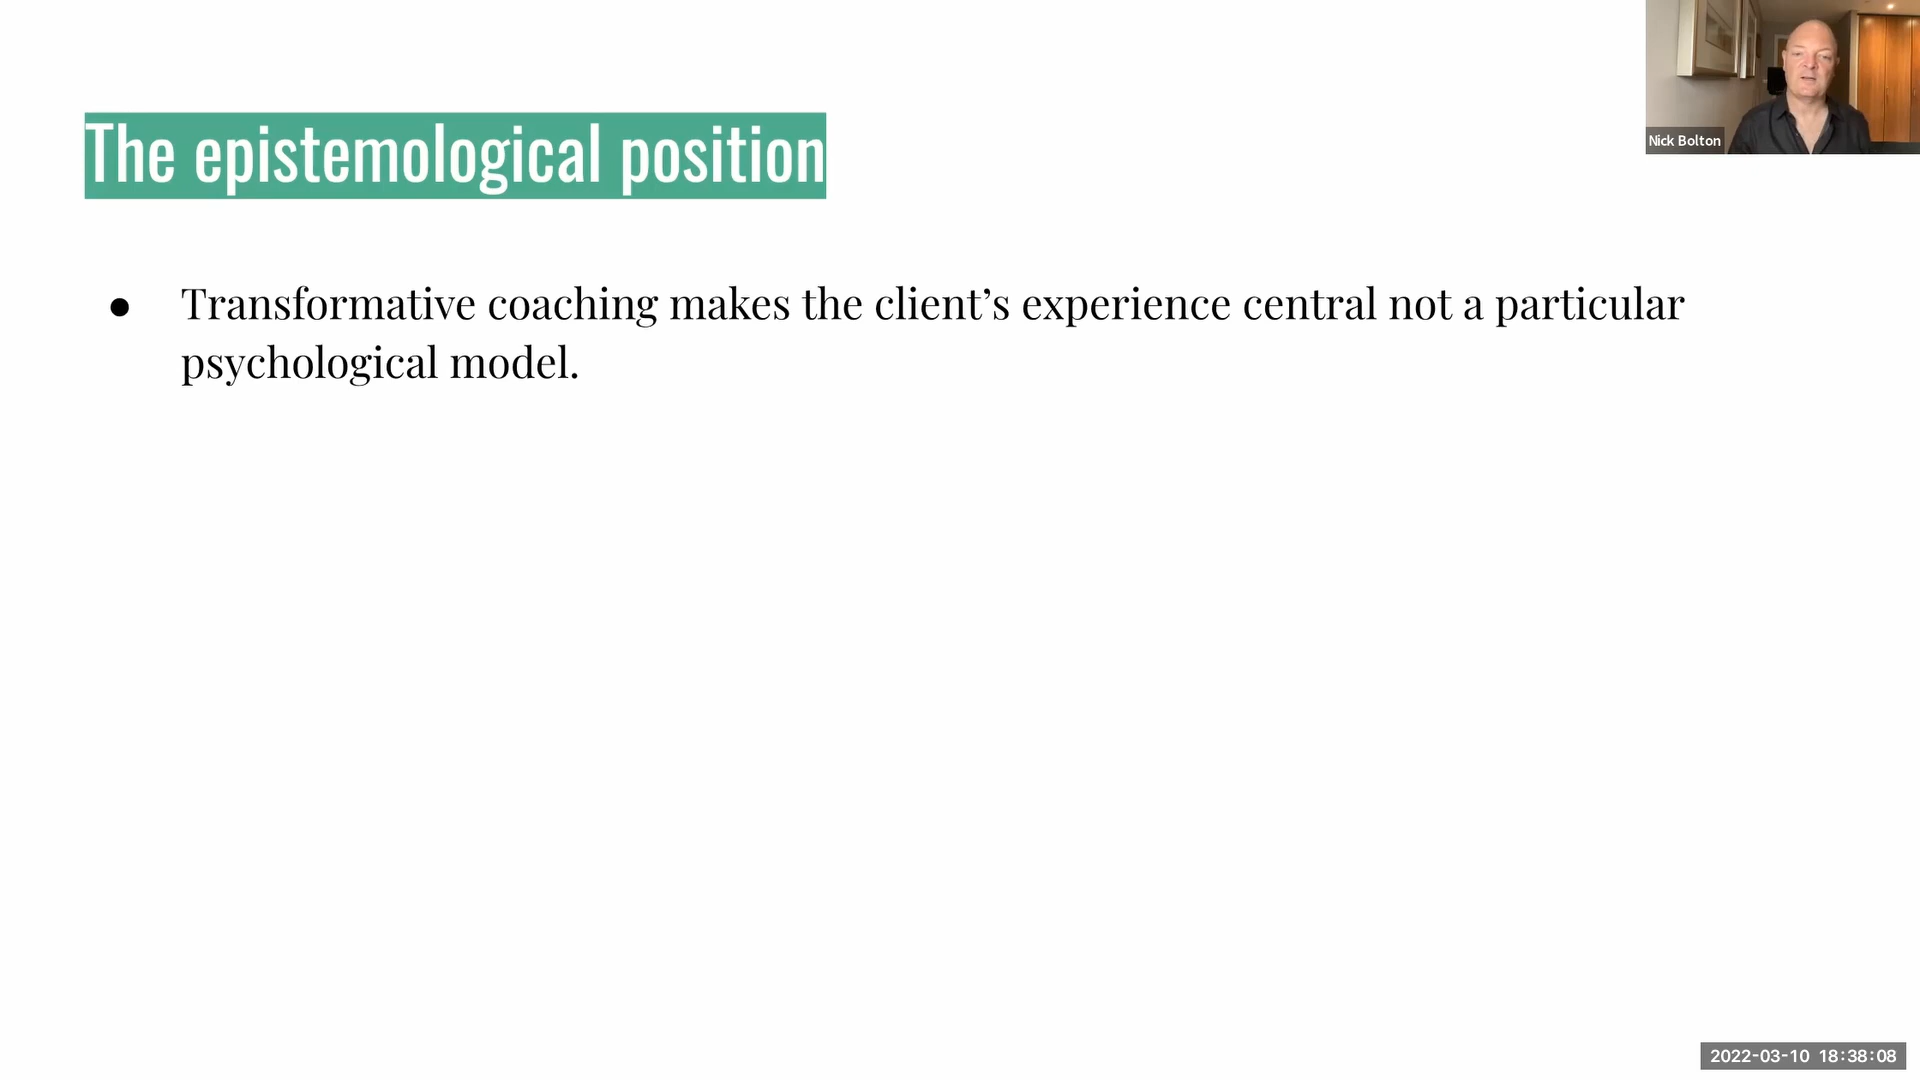 The epistemological position
Nick Bolton
● Transformative coaching makes the client’s experience central not a particular
psychological model.
2022-03-10 18:38:08